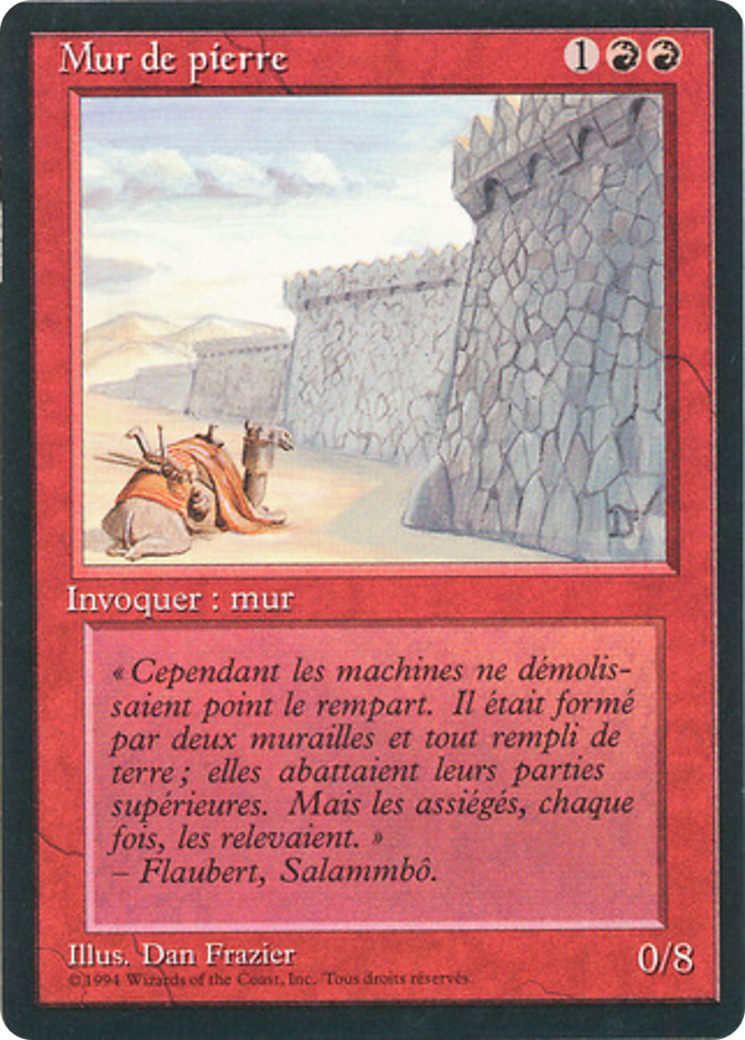 Mur de pierre 1
Invoquer : mur
« Cependant les machines ne démolis-
saient point le rempart. Il était formé
par deux murailles et tout rempli de
terre ; elles abattaient leurs parties
supérieures. Mais les assiégés, chaque
fois, les relevaient. »
– Flaubert, Salammbô.
Illus. Dan Frazier
0/8
©1994 Wizards of the Coast, Inc. Tous droits réservés.